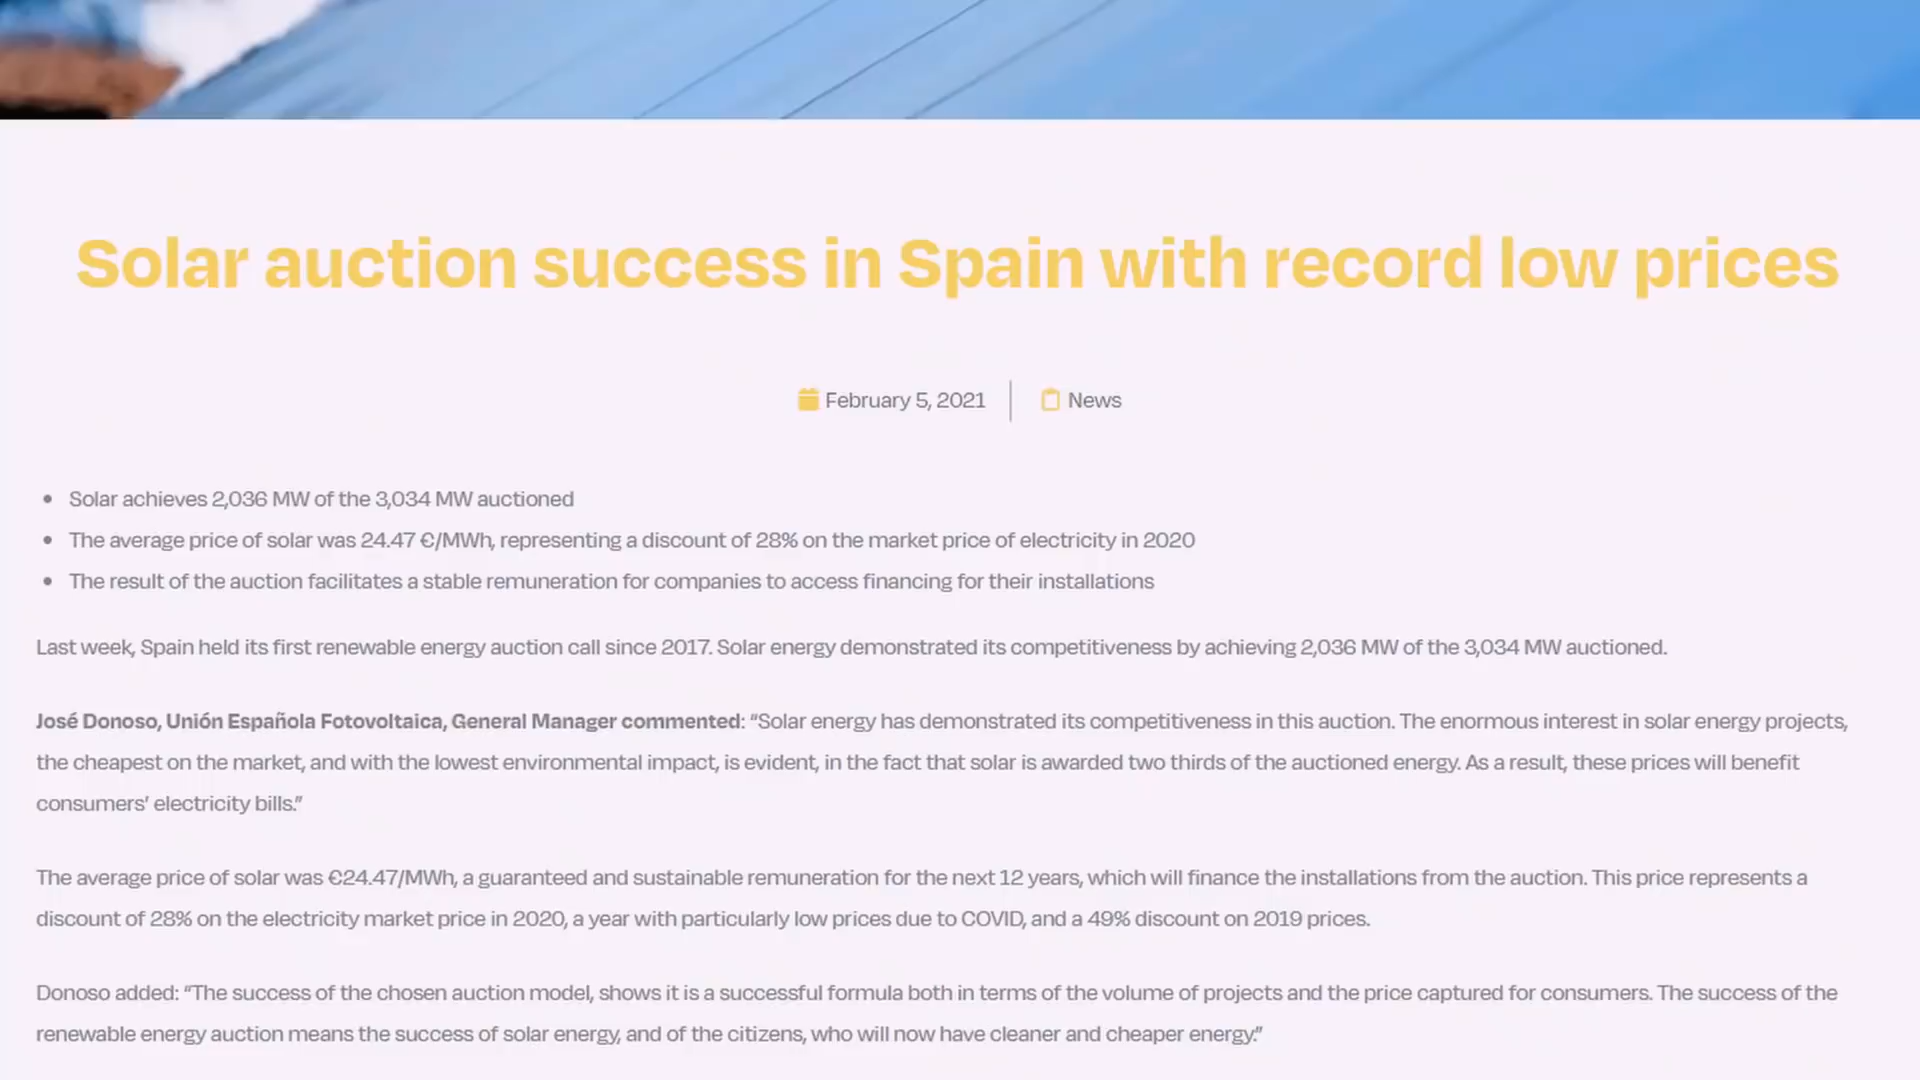 Solar auction success in Spain with record low prices
February 5, 2021
News
• Solar achieves 2,036 MW of the 3,034 MW auctioned
• The average price of solar was 24.47 €/MWh, representing a discount of 28% on the market price of electricity in 2020
• The result of the auction facilitates a stable remuneration for companies to access financing for their installations
Last week, Spain held its first renewable energy auction call since 2017. Solar energy demonstrated its competitiveness by achieving 2,036 MW of the 3,034 MW auctioned.
José Donoso, Unión Española Fotovoltaica, General Manager commented: “Solar energy has demonstrated its competitiveness in this auction. The enormous interest in solar energy projects,
the cheapest on the market, and with the lowest environmental impact, is evident, in the fact that solar is awarded two thirds of the auctioned energy. As a result, these prices will benefit
consumers’ electricity bills.”
The average price of solar was €24.47/MWh, a guaranteed and sustainable remuneration for the next 12 years, which will finance the installations from the auction. This price represents a
discount of 28% on the electricity market price in 2020, a year with particularly low prices due to COVID, and a 49% discount on 2019 prices.
Donoso added: “The success of the chosen auction model, shows it is a successful formula both in terms of the volume of projects and the price captured for consumers. The success of the
renewable energy auction means the success of solar energy, and of the citizens, who will now have cleaner and cheaper energy.”